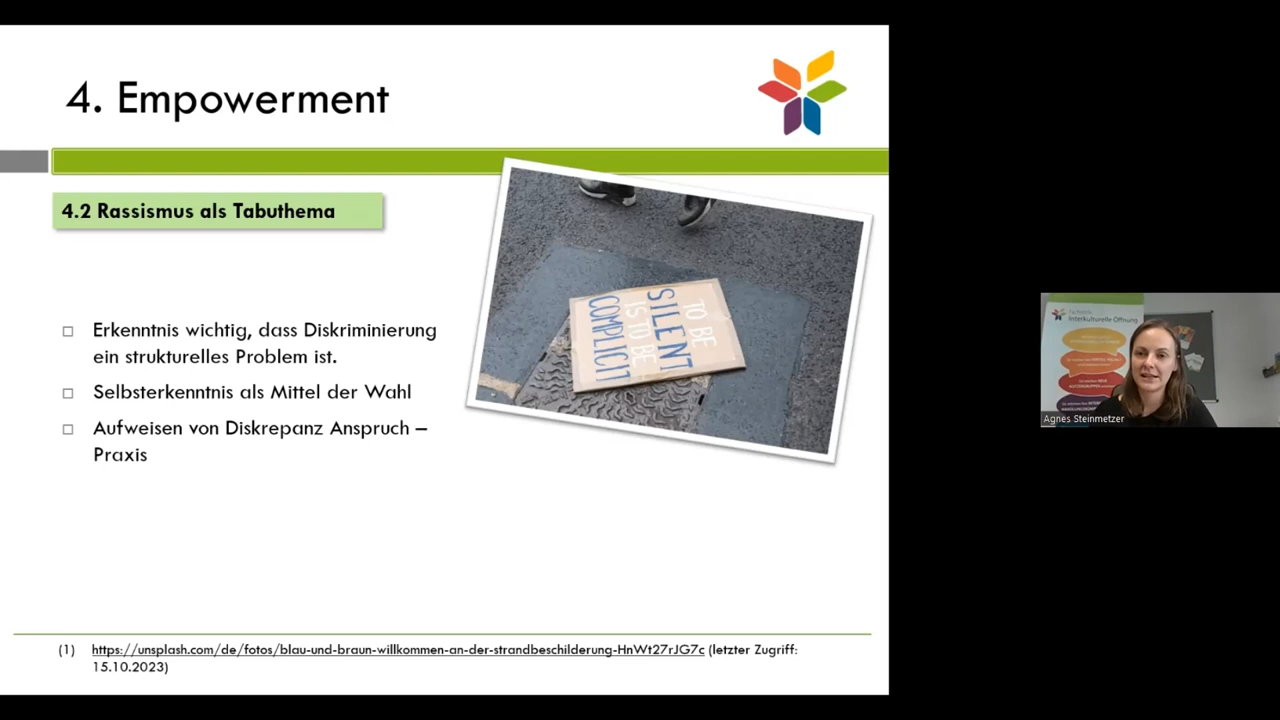 4. Empowerment
4.2 Rassismus als Tabuthema
Erkenntnis wichtig, dass Diskriminierung
ein strukturelles Problem ist.
Selbsterkenntnis als Mittel der Wahl
Aufweisen von Diskrepanz Anspruch –
Praxis
TO BE
SILENT
IS TO BE
COMPLICIT
(1) https://unsplash.com/de/fotos/blau-und-braun-willkommen-an-der-strandbeschilderung-HnWt27rJG7c (letzter Zugriff:
15.10.2023)
Interkulturelle Öffnung
Agnes Steinmetzer